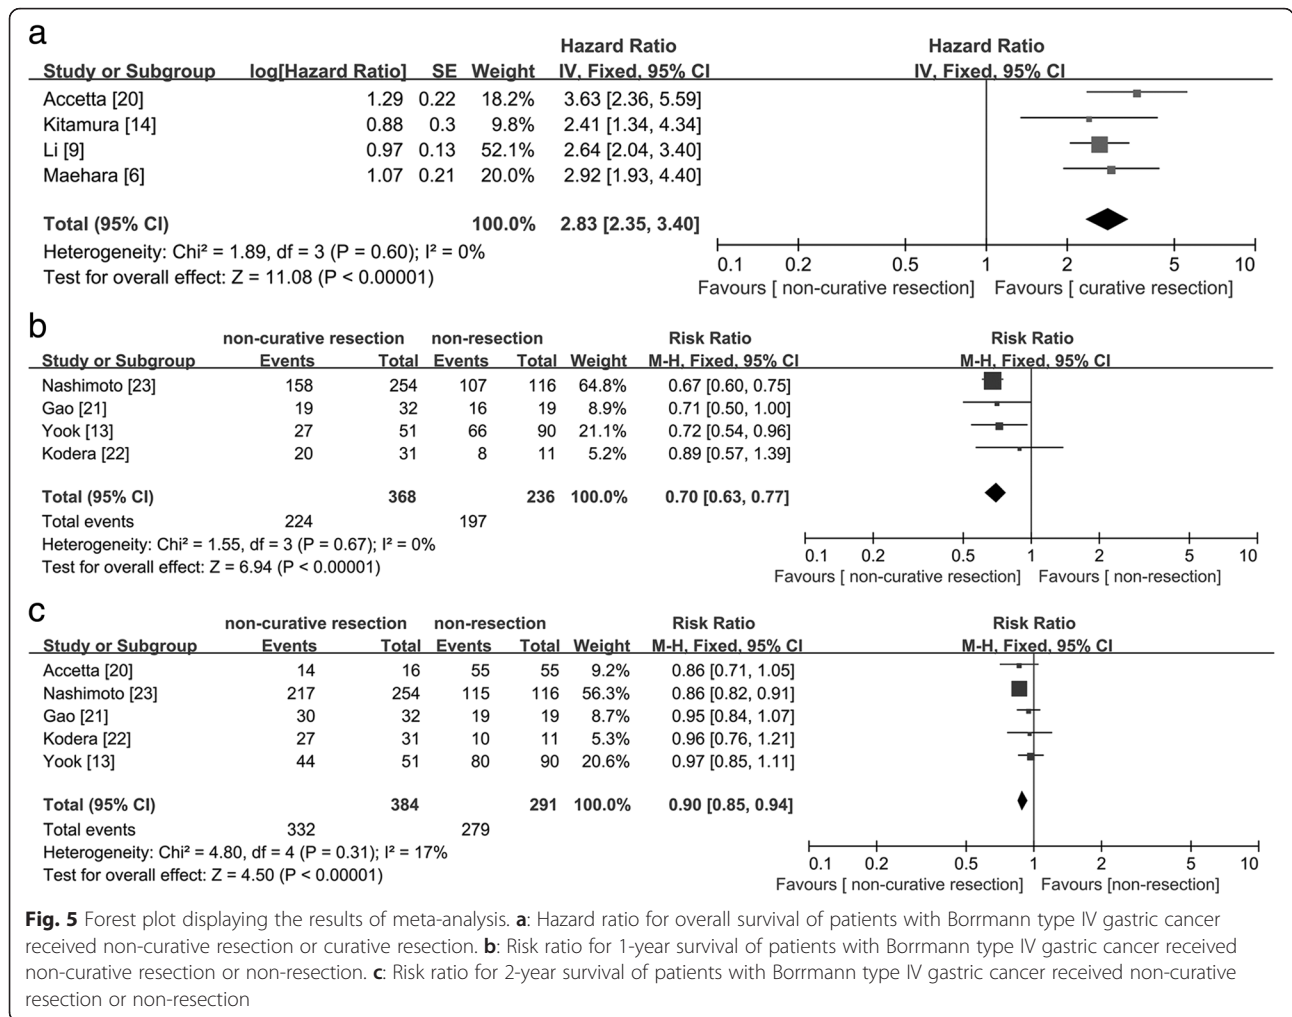 a
Hazard Ratio Hazard Ratio
Study or Subgroup log[Hazard Ratio] SE Weight IV, Fixed, 95% CI IV, Fixed, 95% CI
Accetta [20] 1.29 0.22 18.2% 3.63 [2.36, 5.59]
Kitamura [14] 0.88 0.3 9.8% 2.41 [1.34, 4.34]
Li [9] 0.97 0.13 52.1% 2.64 [2.04, 3.40]
Maehara [6] 1.07 0.21 20.0% 2.92 [1.93, 4.40]
Total (95% CI) 100.0% 2.83 [2.35, 3.40]
Heterogeneity: Chi² = 1.89, df = 3 (P = 0.60); I² = 0%
Test for overall effect: Z = 11.08 (P < 0.00001)
0.1 0.2 0.5 1 2 5 10
Favours [ non-curative resection] Favours [ curative resection]
b
non-curative resection non-resection Risk Ratio Risk Ratio
Study or Subgroup Events Total Events Total Weight M-H, Fixed, 95% CI M-H, Fixed, 95% CI
Nashimoto [23] 158 254 107 116 64.8% 0.67 [0.60, 0.75]
Gao [21] 19 32 16 19 8.9% 0.71 [0.50, 1.00]
Yook [13] 27 51 66 90 21.1% 0.72 [0.54, 0.96]
Kodera [22] 20 31 8 11 5.2% 0.89 [0.57, 1.39]
Total (95% CI) 368 236 100.0% 0.70 [0.63, 0.77]
Total events 224 197
Heterogeneity: Chi² = 1.55, df = 3 (P = 0.67); I² = 0%
Test for overall effect: Z = 6.94 (P < 0.00001)
0.1 0.2 0.5 1 2 5 10
Favours [ non-curative resection] Favours [ non-resection]
c
non-curative resection non-resection Risk Ratio Risk Ratio
Study or Subgroup Events Total Events Total Weight M-H, Fixed, 95% CI M-H, Fixed, 95% CI
Accetta [20] 14 16 55 55 9.2% 0.86 [0.71, 1.05]
Nashimoto [23] 217 254 115 116 56.3% 0.86 [0.82, 0.91]
Gao [21] 30 32 19 19 8.7% 0.95 [0.84, 1.07]
Kodera [22] 27 31 10 11 5.3% 0.96 [0.76, 1.21]
Yook [13] 44 51 80 90 20.6% 0.97 [0.85, 1.11]
Total (95% CI) 384 291 100.0% 0.90 [0.85, 0.94]
Total events 332 279
Heterogeneity: Chi² = 4.80, df = 4 (P = 0.31); I² = 17%
Test for overall effect: Z = 4.50 (P < 0.00001)
0.1 0.2 0.5 1 2 5 10
Favours [ non-curative resection] Favours [non-resection]
Fig. 5 Forest plot displaying the results of meta-analysis. a: Hazard ratio for overall survival of patients with Borrmann type IV gastric cancer
received non-curative resection or curative resection. b: Risk ratio for 1-year survival of patients with Borrmann type IV gastric cancer received
non-curative resection or non-resection. c: Risk ratio for 2-year survival of patients with Borrmann type IV gastric cancer received non-curative
resection or non-resection